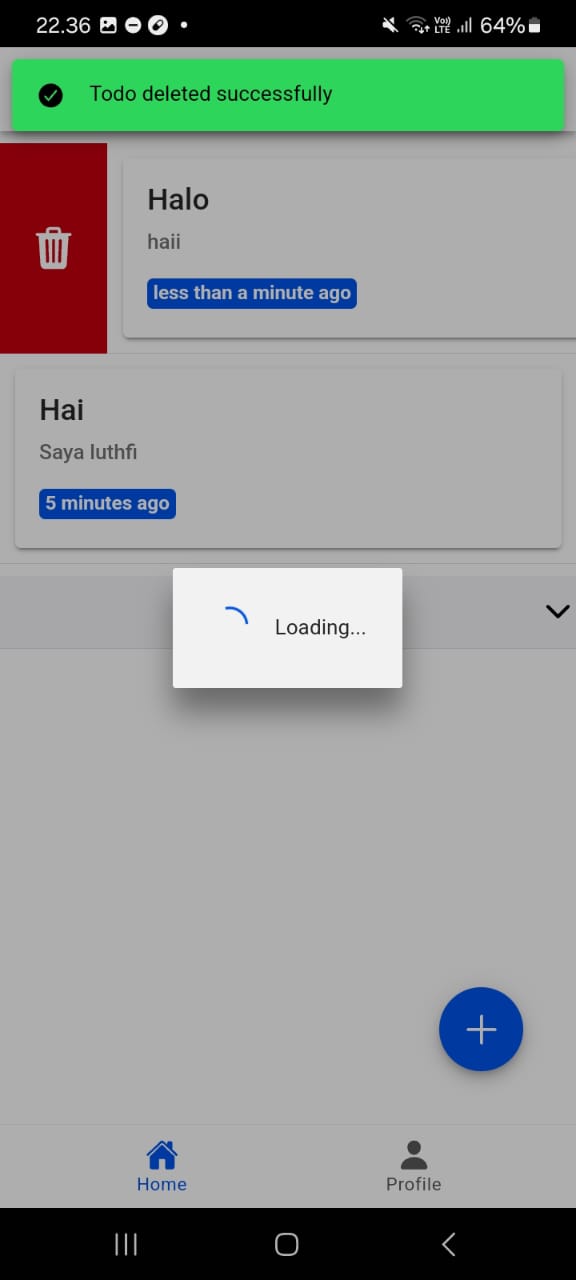 22.36 Voi) LTE 64%
Todo deleted successfully
Halo
haii
less than a minute ago
Hai
Saya luthfi
5 minutes ago
Loading...
Home
Profile